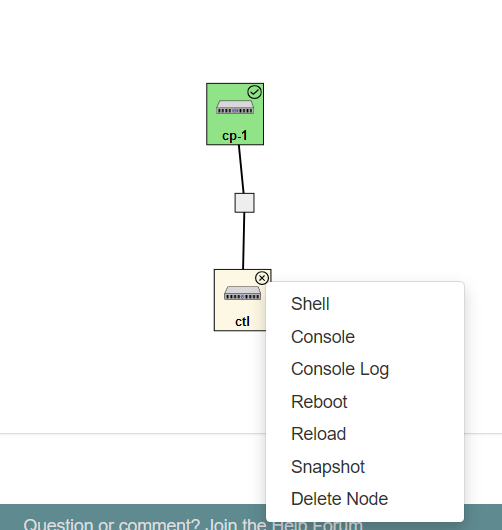 cp-1
ctl
Shell
Console
Console Log
Reboot
Reload
Snapshot
Delete Node
Question or comment? Join the Help Forum